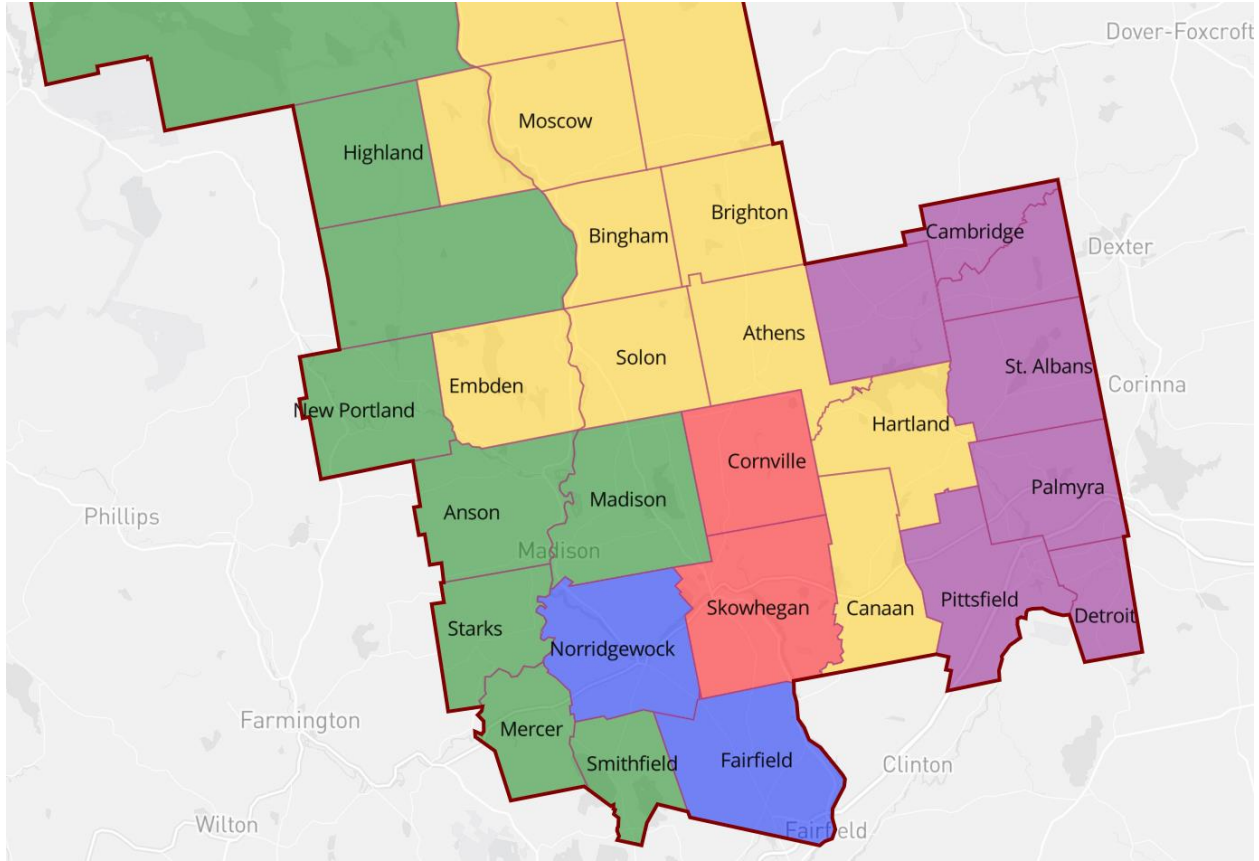 Dover-Foxcroft
Moscow
Highland
Brighton
Bingham
Cambridge
Dexter
Athens
Solon
St. Albans
Embden
Corinna
New Portland
Hartland
Cornville
Palmyra
Madison
Anson
Phillips
Madison
Pittsfield
Skowhegan
Canaan
Detroit
Starks
Norridgewock
Farmington
Mercer
Fairfield
Smithfield
Clinton
Wilton
Fairfield